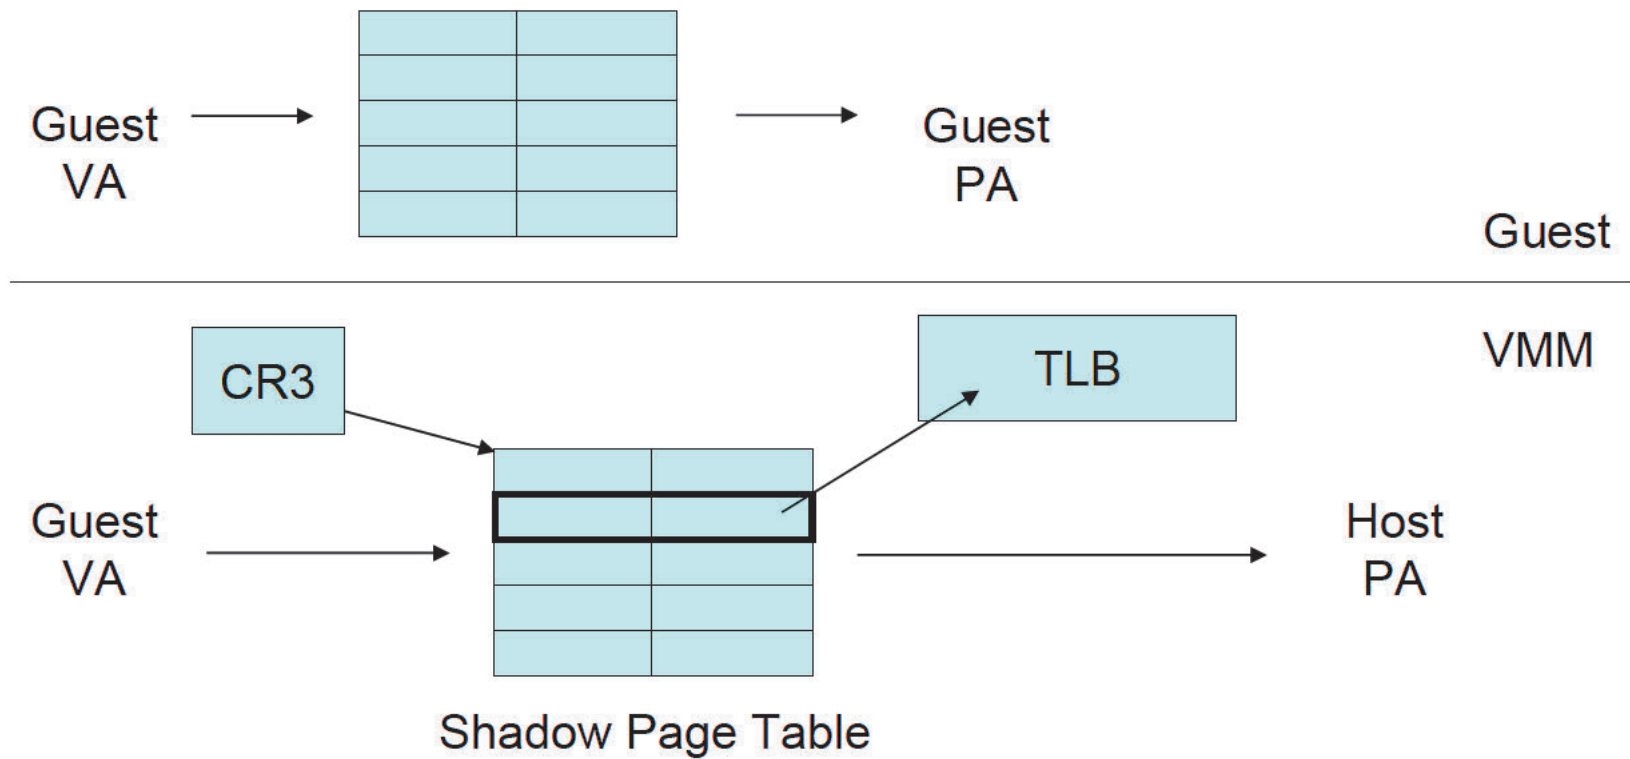 Guest
VA
Guest
PA
Guest
VMM
CR3
TLB
Guest
VA
Host
PA
Shadow Page Table